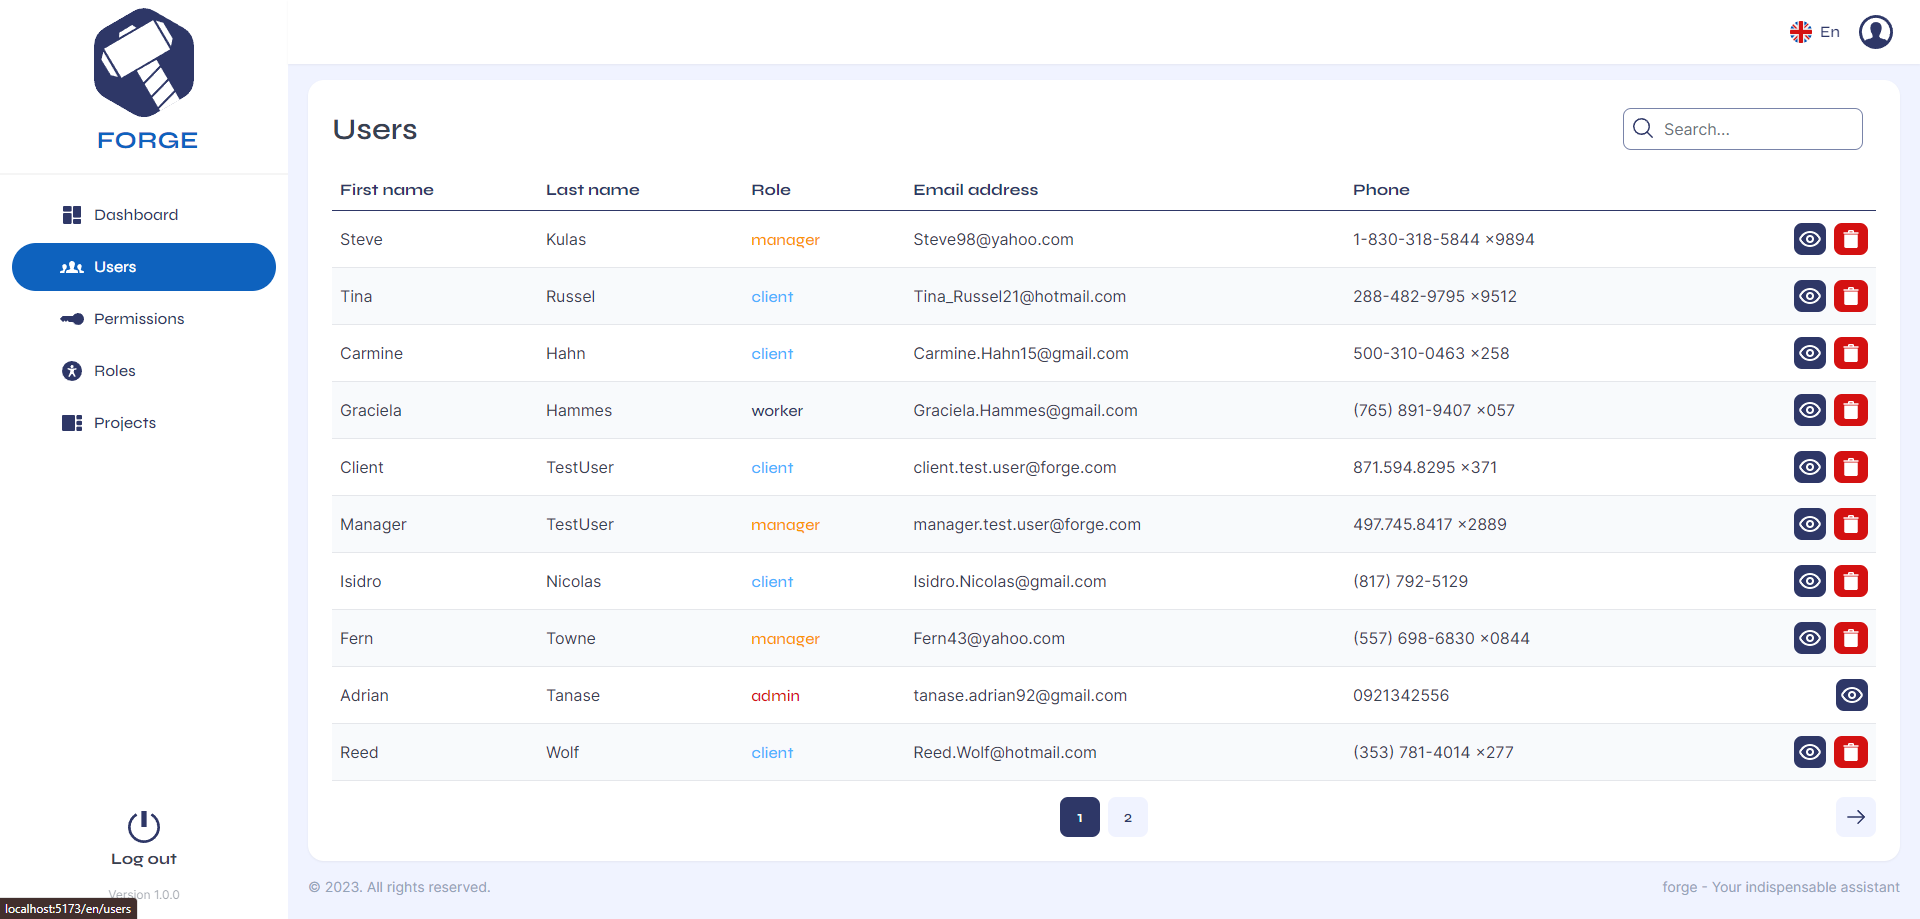 FORGE
Dashboard
Users
Permissions
Roles
Projects
Log out
Version 1.0.0
localhost:5173/en/users
En
Users
Search...
First name Last name Role Email address Phone
Steve Kulas manager Steve98@yahoo.com 1-830-318-5844 x9894
Tina Russel client Tina_Russel21@hotmail.com 288-482-9795 x9512
Carmine Hahn client Carmine.Hahn15@gmail.com 500-310-0463 x258
Graciela Hammes worker Graciela.Hammes@gmail.com (765) 891-9407 x057
Client TestUser client client.test.user@forge.com 871.594.8295 x371
Manager TestUser manager manager.test.user@forge.com 497.745.8417 x2889
Isidro Nicolas client Isidro.Nicolas@gmail.com (817) 792-5129
Fern Towne manager Fern43@yahoo.com (557) 698-6830 x0844
Adrian Tanase admin tanase.adrian92@gmail.com 0921342556
Reed Wolf client Reed.Wolf@hotmail.com (353) 781-4014 x277
1 2
© 2023. All rights reserved.
forge - Your indispensable assistant